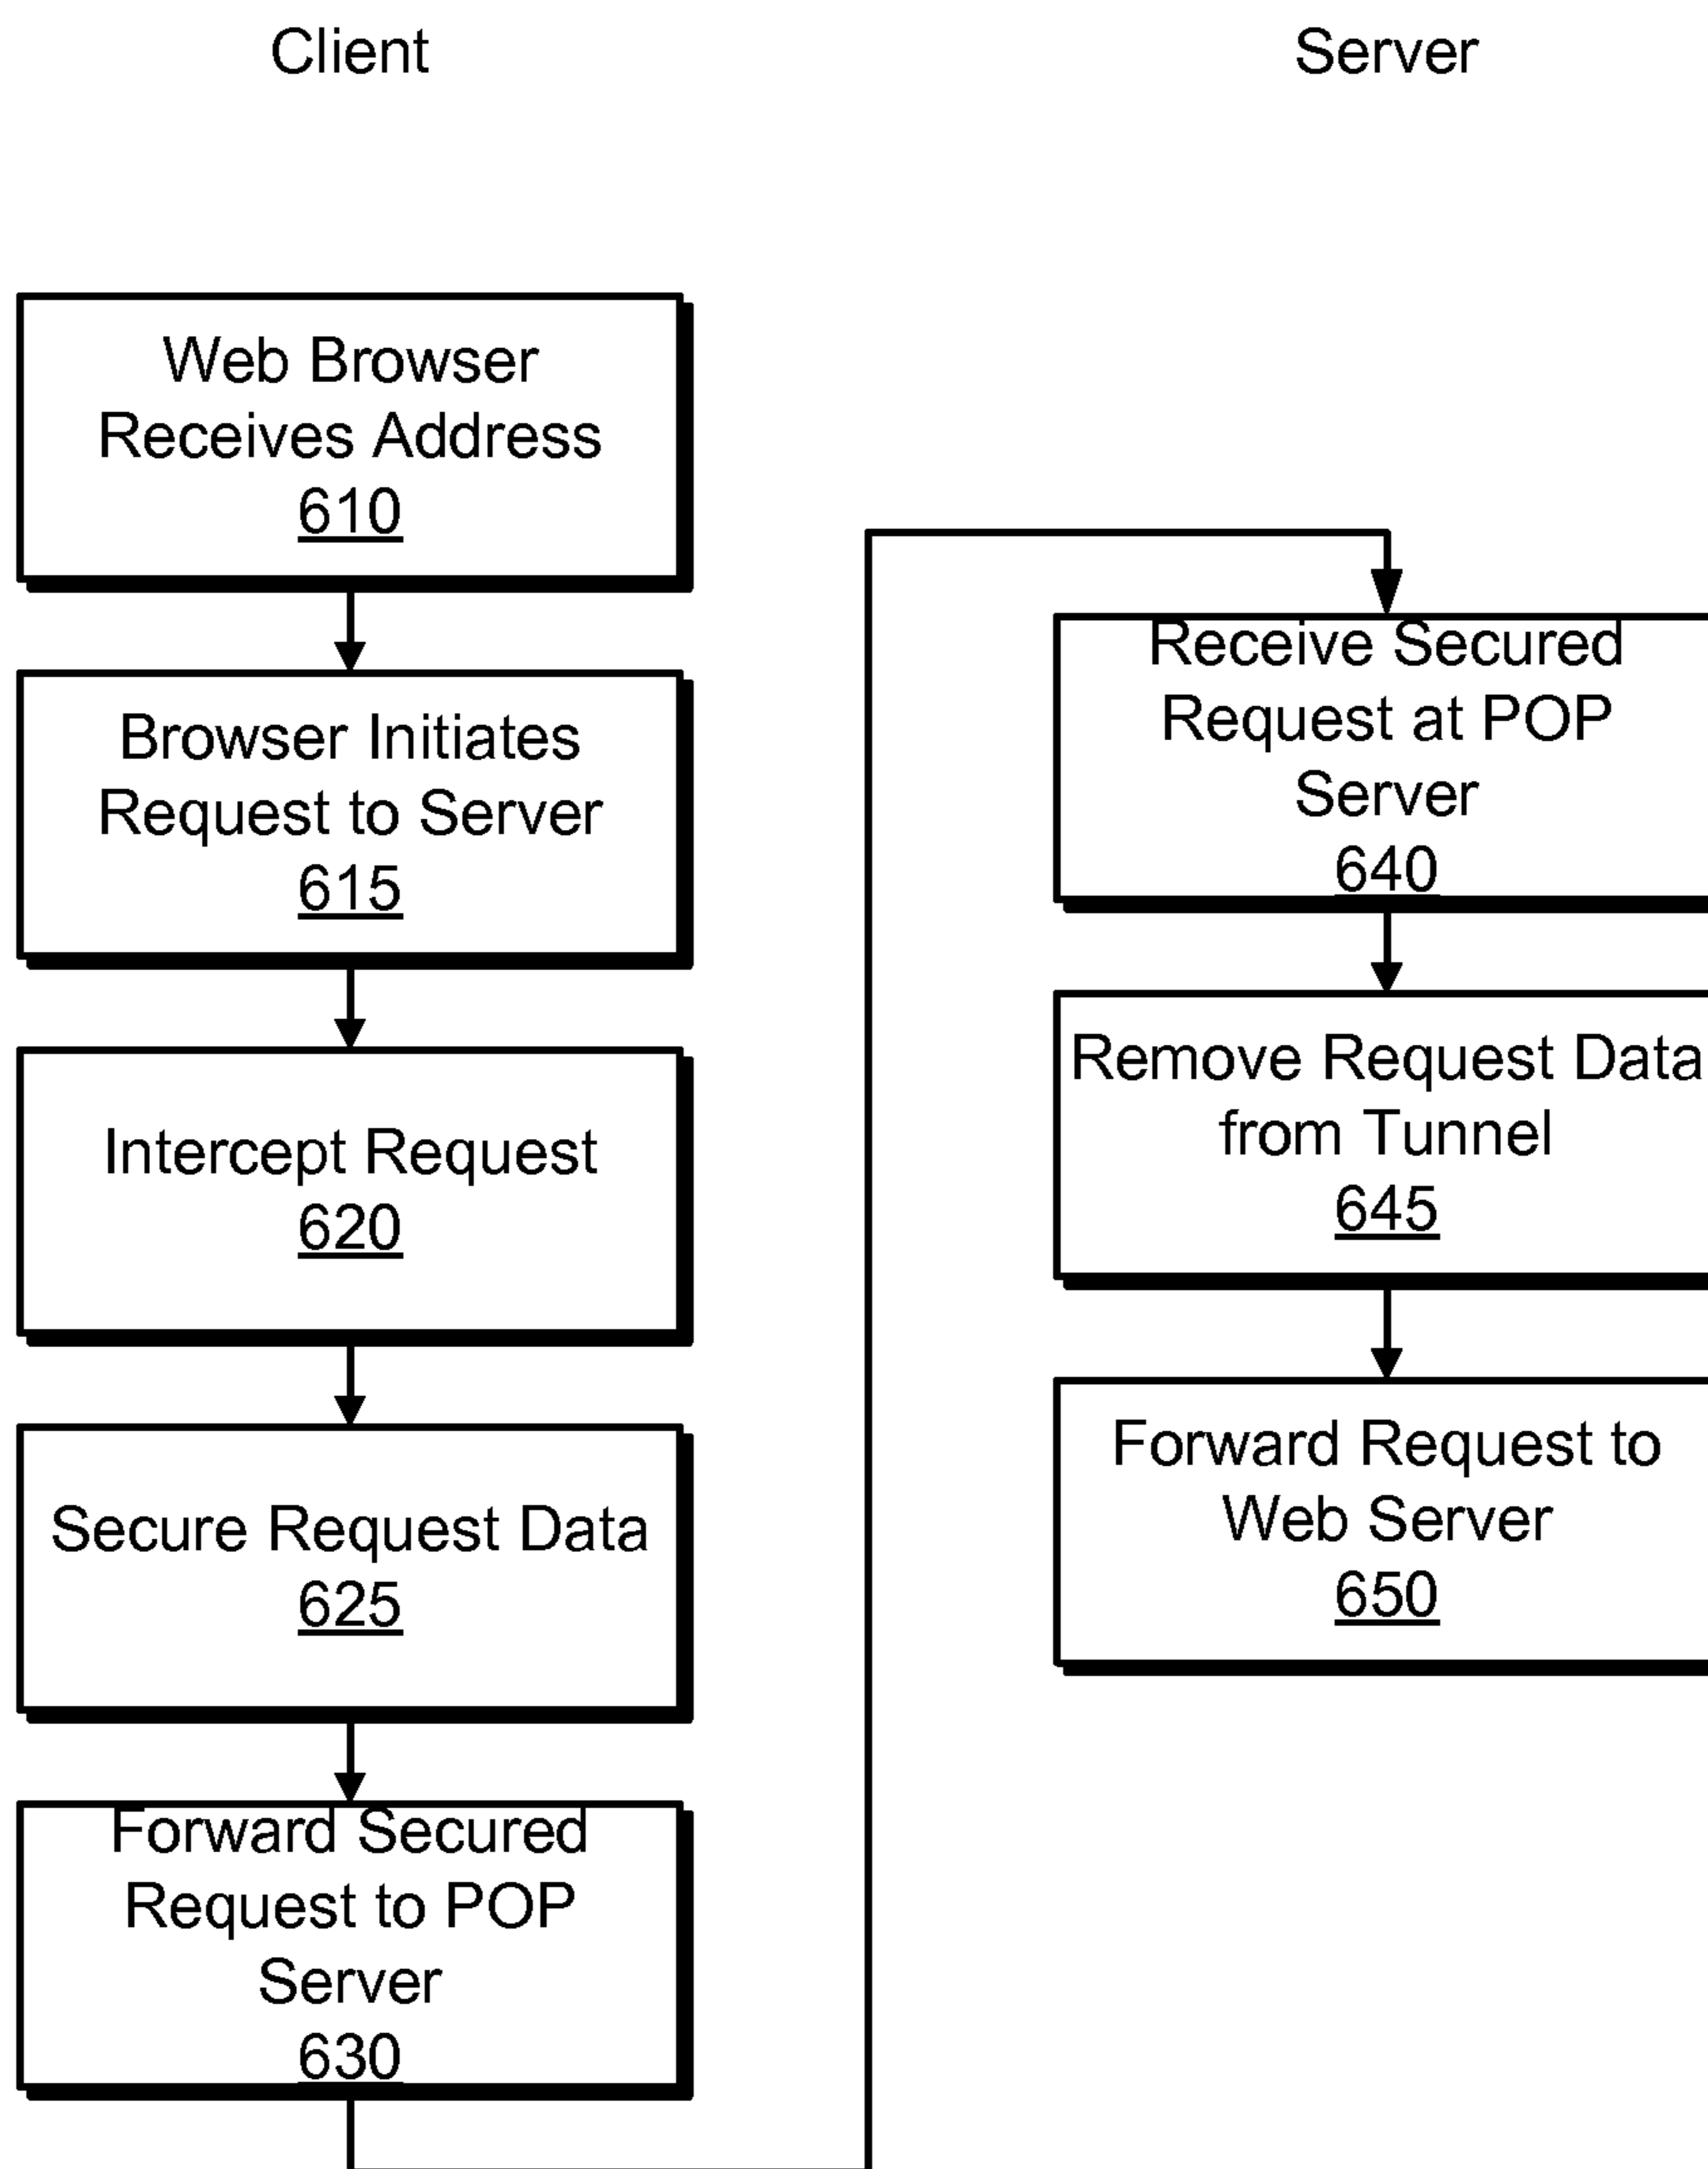 Client
Server
Web Browser
Receives Address
610
Browser Initiates
Request to Server
615
Intercept Request
620
Secure Request Data
625
Forward Secured
Request to POP
Server
630
Receive Secured
Request at POP
Server
640
Remove Request Data
from Tunnel
645
Forward Request to
Web Server
650